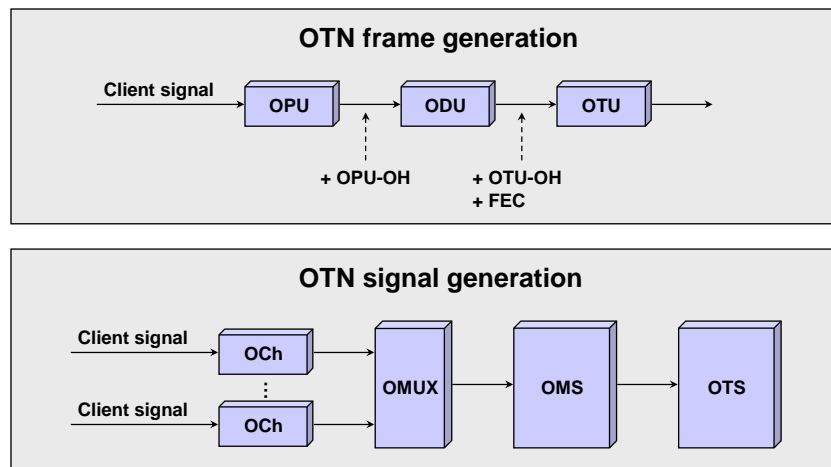 OTN frame generation
Client signal
OPU
ODU
OTU
+ OPU-OH
+ OTU-OH
+ FEC
OTN signal generation
Client signal
OCh
...
Client signal
OCh
OMUX
OMS
OTS